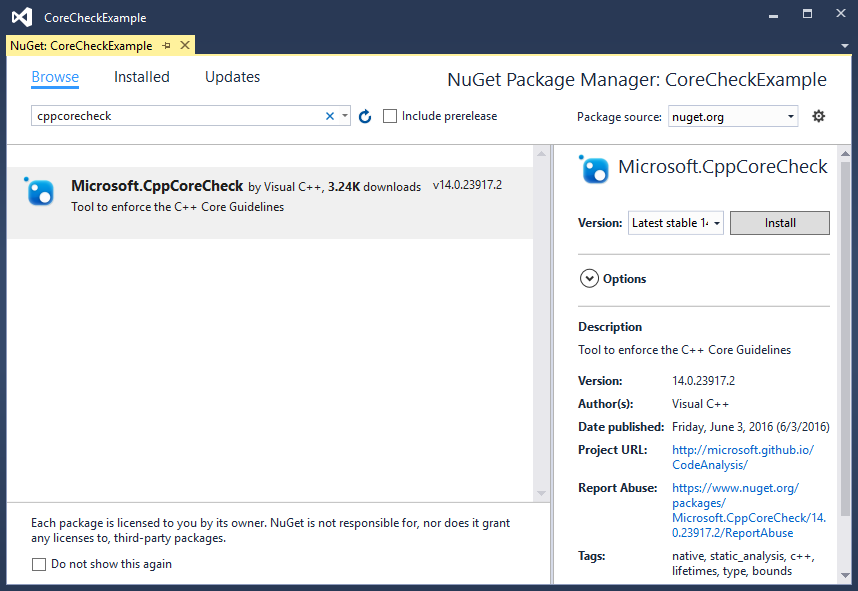 CoreCheckExample
NuGet: CoreCheckExample
Browse Installed Updates
NuGet Package Manager: CoreCheckExample
cppcorecheck
Include prerelease
Package source: nuget.org
Microsoft.CppCoreCheck by Visual C++, 3.24K downloads v14.0.23917.2
Tool to enforce the C++ Core Guidelines
Each package is licensed to you by its owner. NuGet is not responsible for, nor does it grant
any licenses to, third-party packages.
Do not show this again
Microsoft.CppCoreCheck
Version: Latest stable 14 Install
Options
Description
Tool to enforce the C++ Core Guidelines
Version: 14.0.23917.2
Author(s): Visual C++
Date published: Friday, June 3, 2016 (6/3/2016)
Project URL: http://microsoft.github.io/
CodeAnalysis/
Report Abuse: https://www.nuget.org/
packages/
Microsoft.CppCoreCheck/14.
0.23917.2/ReportAbuse
Tags: native, static_analysis, c++,
lifetimes, type, bounds